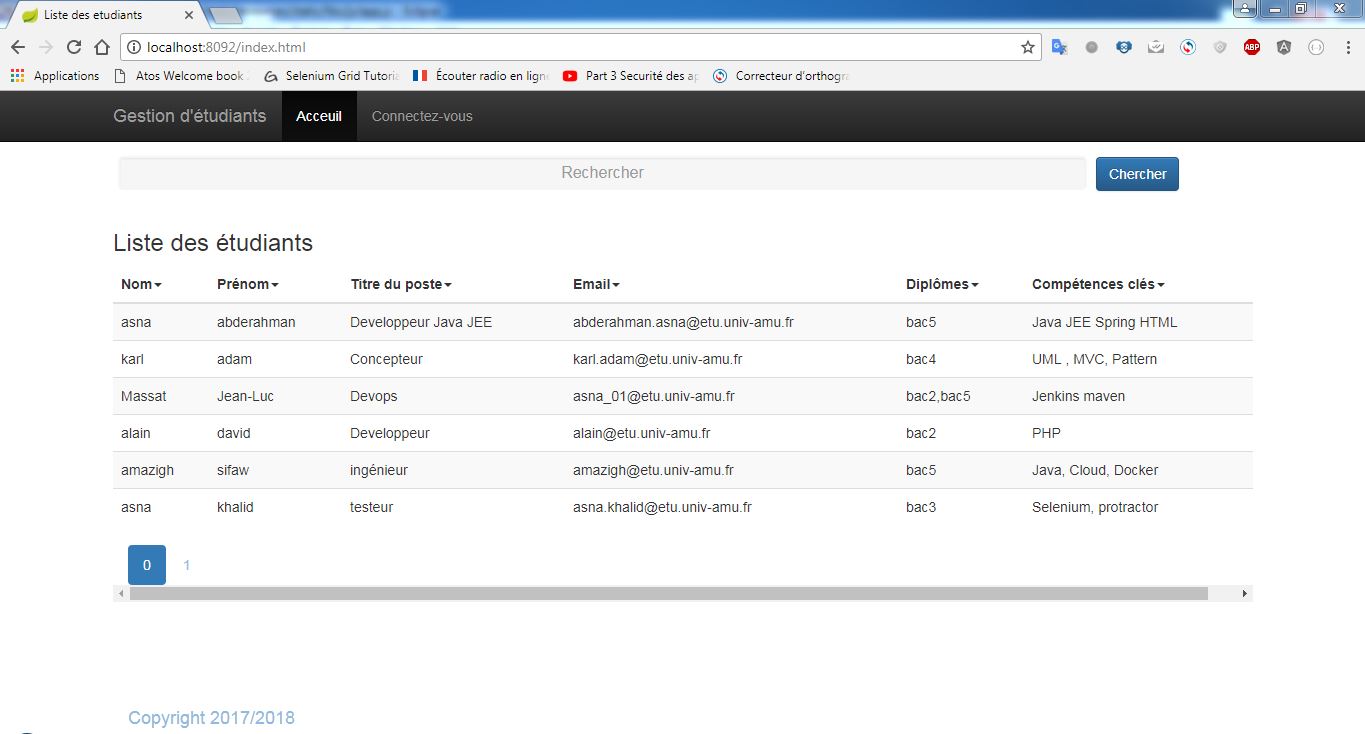 Liste des etudiants
localhost:8092/index.html
ABP
Applications Atos Welcome book Selenium Grid Tutoria Écouter radio en ligne Part 3 Securité des ap Correcteur d'orthogra
Gestion d'étudiants Acceuil Connectez-vous
Rechercher Chercher
Liste des étudiants
Nom Prénom Titre du poste Email Diplômes Compétences clés
asna abderahman Developpeur Java JEE abderahman.asna@etu.univ-amu.fr bac5 Java JEE Spring HTML
karl adam Concepteur karl.adam@etu.univ-amu.fr bac4 UML , MVC, Pattern
Massat Jean-Luc Devops asna_01@etu.univ-amu.fr bac2,bac5 Jenkins maven
alain david Developpeur alain@etu.univ-amu.fr bac2 PHP
amazigh sifaw ingénieur amazigh@etu.univ-amu.fr bac5 Java, Cloud, Docker
asna khalid testeur asna.khalid@etu.univ-amu.fr bac3 Selenium, protractor
0 1
Copyright 2017/2018